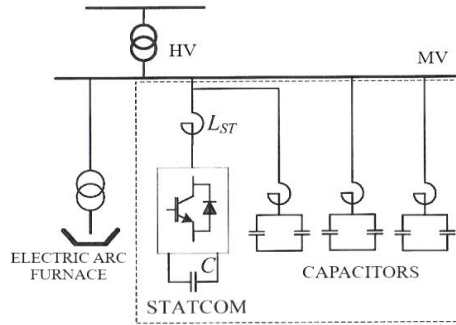 HV
MV
L_ST
ELECTRIC ARC
FURNACE
C
CAPACITORS
STATCOM